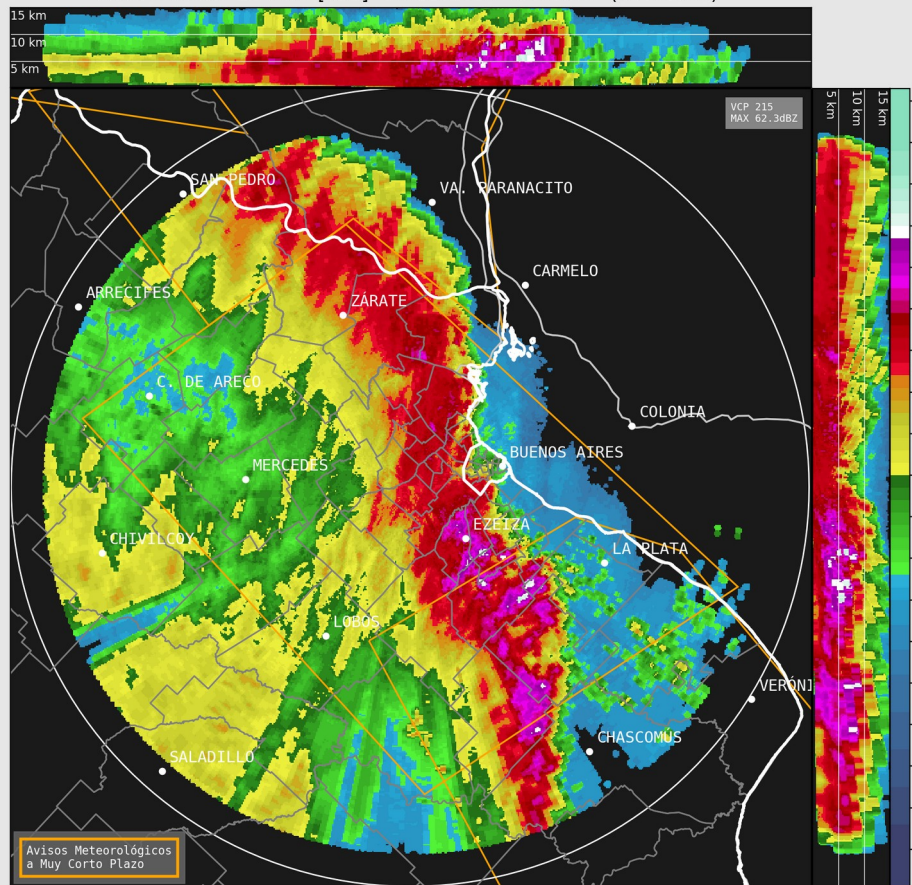 15 km
10 km
5 km
VCP 215
MAX 62.3dBZ
5 km
10 km
15 km
SAN PEDRO
VA. PARANACITO
CARMELO
ARRECIFES
ZÁRATE
C. DE ARECO
COLONIA
BUENOS AIRES
MERCEDES
EZEIZA
CHIVILCOY
LA PLATA
LOBOS
VERÓNI
CHASCOMÚS
SALADILLO
Avisos Meteorológicos
a Muy Corto Plazo